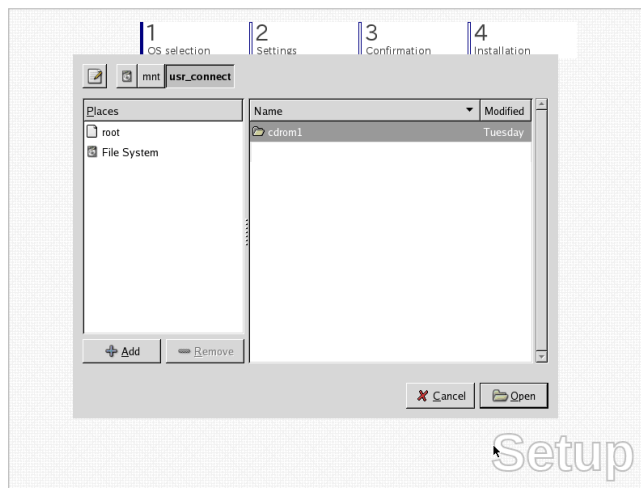 1
OS selection
2
Settings
3
Confirmation
4
Installation
mnt usr_connect
Places
root
File System
Name Modified
cdrom1 Tuesday
Add Remove
Cancel Open
Setup